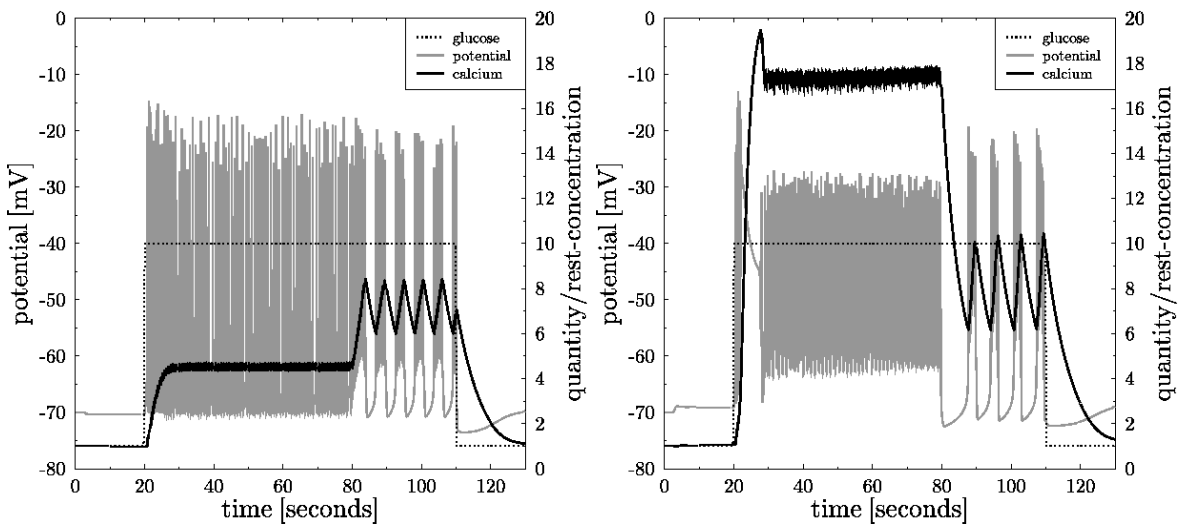 0
-10
-20
-30
-40
-50
-60
-70
-80
potential [mV]
0 20 40 60 80 100 120
time [seconds]
20
18
16
14
12
10
8
6
4
2
0
quantity/rest-concentration
glucose
potential
calcium
0
-10
-20
-30
-40
-50
-60
-70
-80
potential [mV]
0 20 40 60 80 100 120
time [seconds]
20
18
16
14
12
10
8
6
4
2
0
quantity/rest-concentration
glucose
potential
calcium